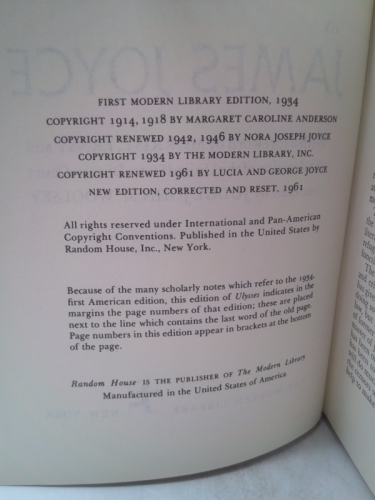 FIRST MODERN LIBRARY EDITION, 1934
COPYRIGHT 1914, 1918 BY MARGARET CAROLINE ANDERSON
COPYRIGHT RENEWED 1942, 1946 BY NORA JOSEPH JOYCE
COPYRIGHT 1934 BY THE MODERN LIBRARY, INC.
COPYRIGHT RENEWED 1961 BY LUCIA AND GEORGE JOYCE
NEW EDITION, CORRECTED AND RESET, 1961
All rights reserved under International and Pan-American
Copyright Conventions. Published in the United States by
Random House, Inc., New York.
Because of the many scholarly notes which refer to the 1934
first American edition, this edition of Ulysses indicates in the
margins the page numbers of that edition; these are placed
next to the line which contains the last word of the old page.
Page numbers in this edition appear in brackets at the bottom
of the page.
Random House IS THE PUBLISHER OF The Modern Library
Manufactured in the United States of America
JAMES JOYCE